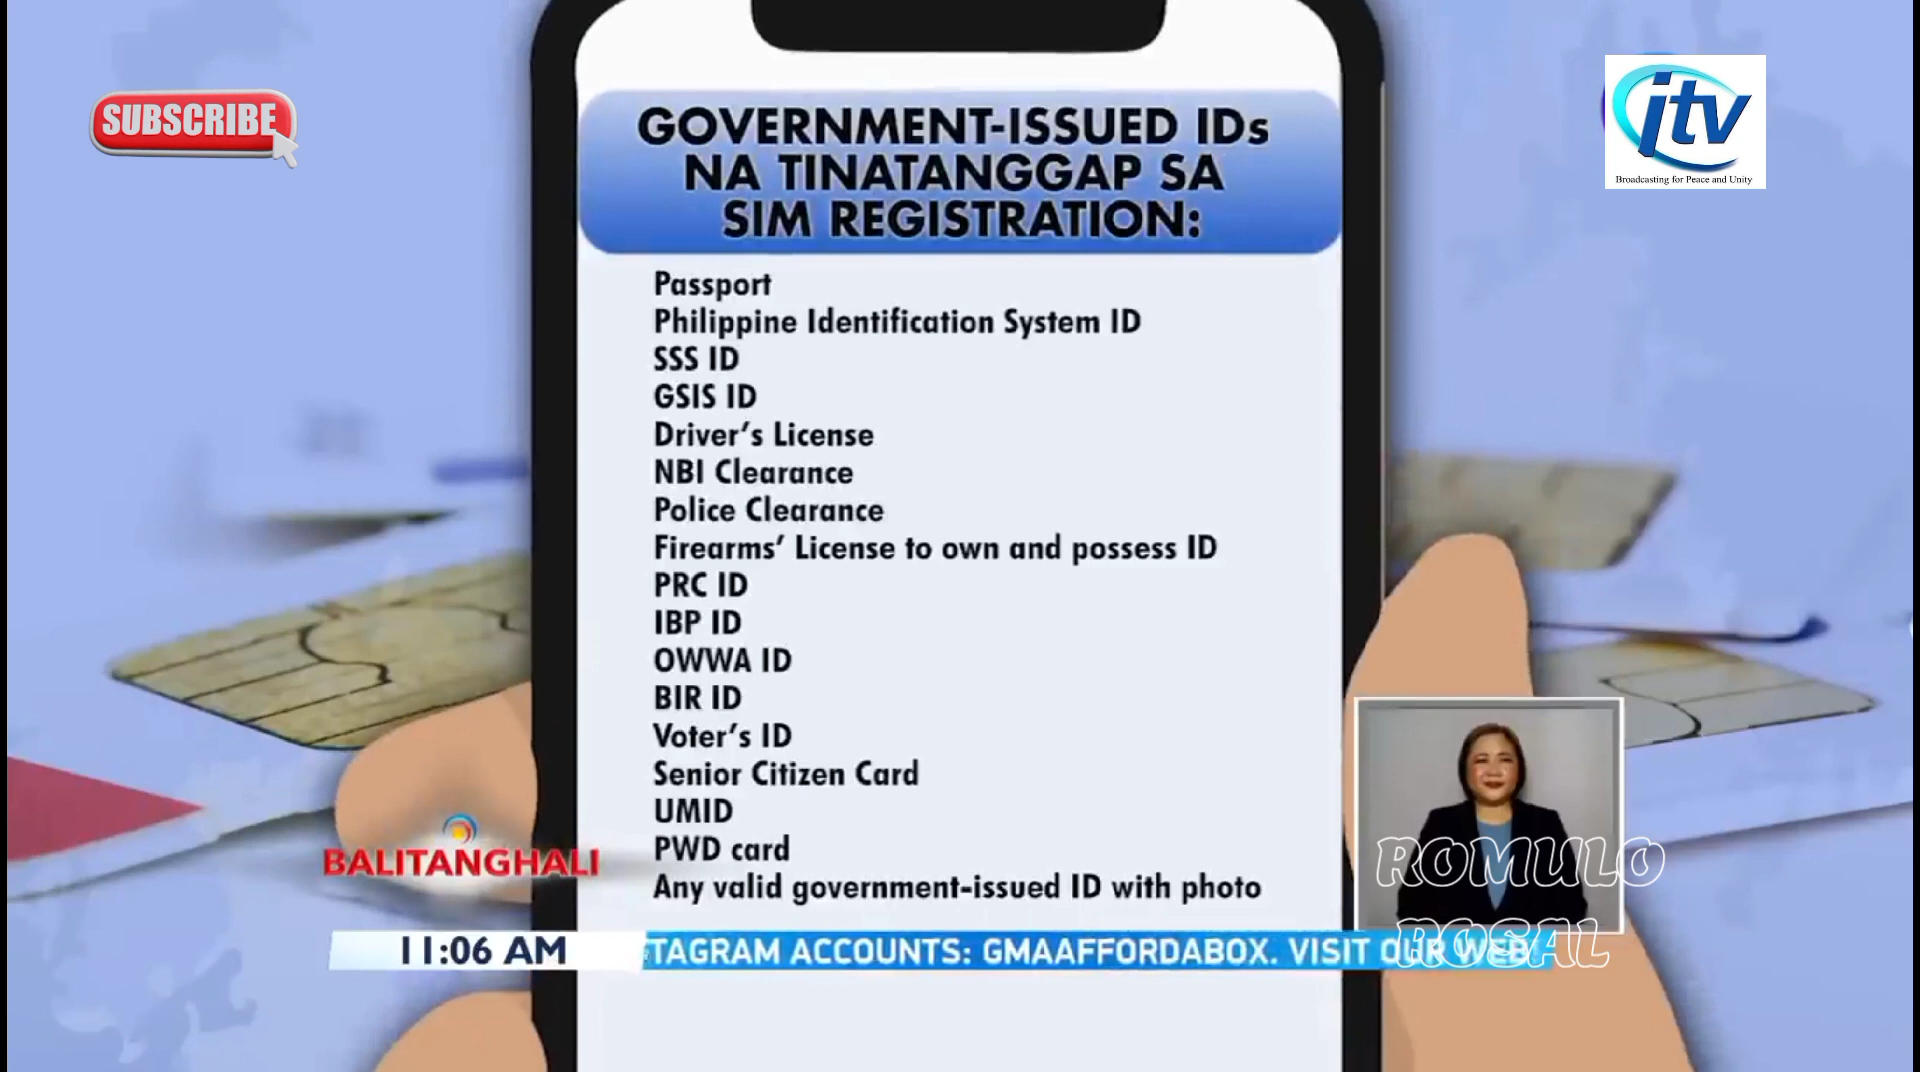 SUBSCRIBE
jtv
Broadcasting for Peace and Unity
GOVERNMENT-ISSUED IDs
NA TINATANGGAP SA
SIM REGISTRATION:
Passport
Philippine Identification System ID
SSS ID
GSIS ID
Driver's License
NBI Clearance
Police Clearance
Firearms' License to own and possess ID
PRC ID
IBP ID
OWWA ID
BIR ID
Voter's ID
Senior Citizen Card
UMID
PWD card
Any valid government-issued ID with photo
BALITANGHALI
ROMULO
ROSAL
11:06 AM
TAGRAM ACCOUNTS: GMAAFFORDABOX. VISIT OUR WEB